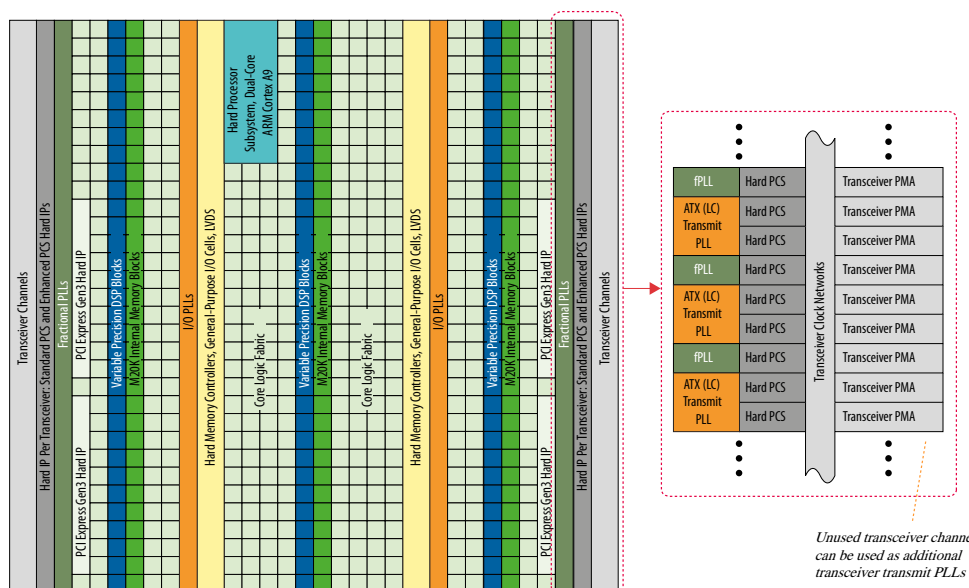 Transceiver Channels
Hard IP Per Transceiver: Standard PCS and Enhanced PCS Hard IPs
Fractional PLLs
PCI Express Gen3 Hard IP
PCI Express Gen3 Hard IP
Variable Precision DSP Blocks
M20K Internal Memory Blocks
I/O PLLs
Hard Memory Controllers, General-Purpose I/O Cells, LVDS
Hard Processor
Subsystem, Dual-Core
ARM Cortex A9
Core Logic Fabric
Variable Precision DSP Blocks
M20K Internal Memory Blocks
Core Logic Fabric
Hard Memory Controllers, General-Purpose I/O Cells, LVDS
I/O PLLs
Variable Precision DSP Blocks
M20K Internal Memory Blocks
PCI Express Gen3 Hard IP
PCI Express Gen3 Hard IP
Fractional PLLs
Hard IP Per Transceiver: Standard PCS and Enhanced PCS Hard IPs
Transceiver Channels
fPLL
Hard PCS
Transceiver PMA
ATX (LC)
Transmit
PLL
Hard PCS
Transceiver PMA
Hard PCS
Transceiver PMA
fPLL
Hard PCS
Transceiver PMA
ATX (LC)
Transmit
PLL
Hard PCS
Transceiver PMA
Hard PCS
Transceiver PMA
fPLL
Hard PCS
Transceiver PMA
ATX (LC)
Transmit
PLL
Hard PCS
Transceiver PMA
Hard PCS
Transceiver PMA
Transceiver Clock Networks
Unused transceiver
can be used as additional
transceiver transmit PLLs